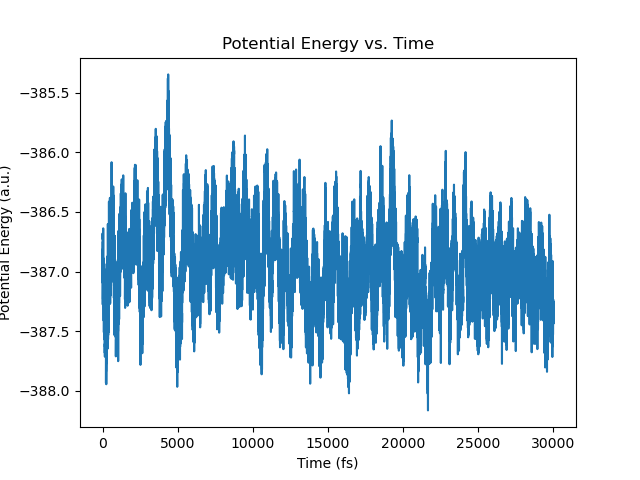 Potential Energy vs. Time
Potential Energy (a.u.)
−385.5
−386.0
−386.5
−387.0
−387.5
−388.0
0 5000 10000 15000 20000 25000 30000
Time (fs)